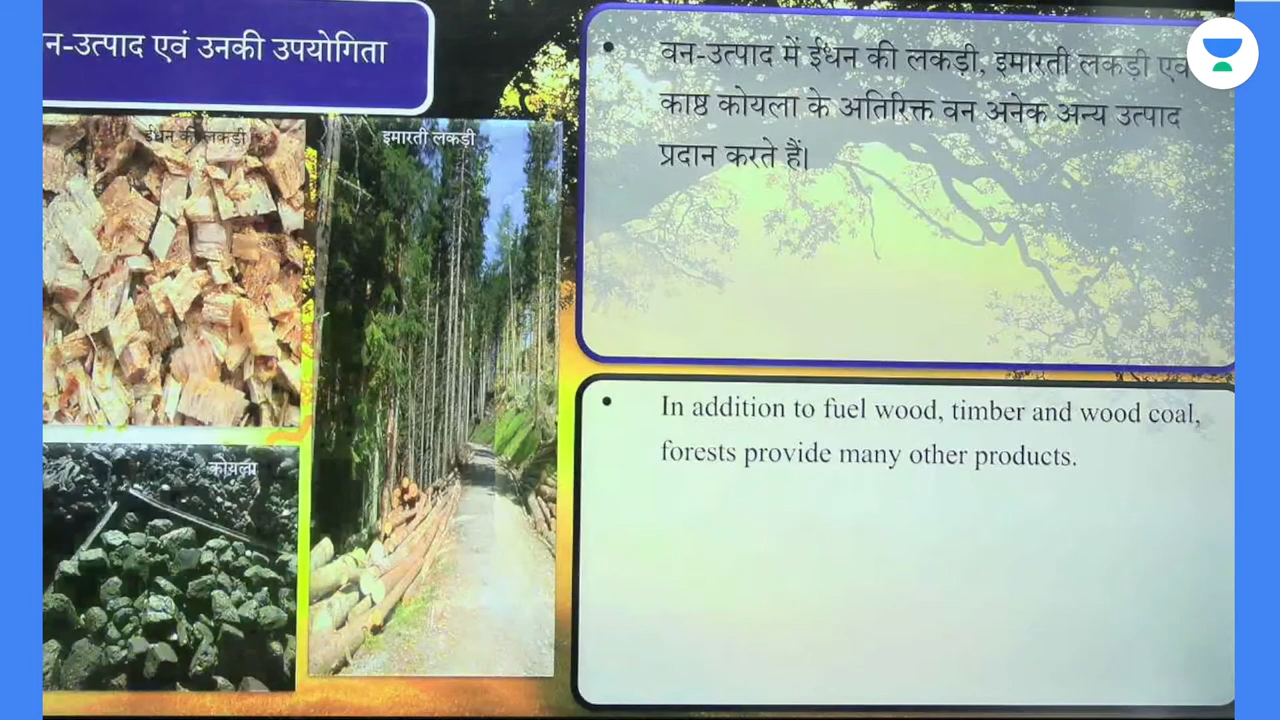 न-उत्पाद एवं उनकी उपयोगिता
ईधन की लकड़ी
इमारती लकड़ी
कोयला
• वन-उत्पाद में ईंधन की लकड़ी, इमारती लकड़ी एव
काष्ठ कोयला के अतिरिक्त वन अनेक अन्य उत्पाद
प्रदान करते हैं।
• In addition to fuel wood, timber and wood coal,
forests provide many other products.